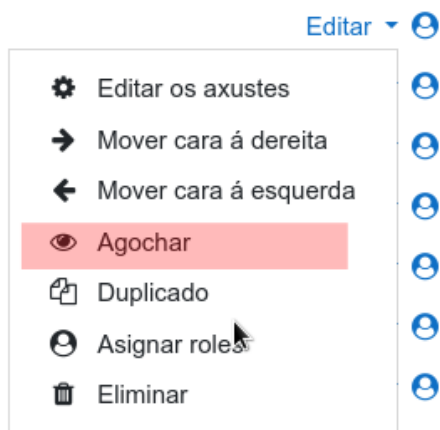 Editar
Editar os axustes
Mover cara á dereita
Mover cara á esquerda
Agochar
Duplicado
Asignar roles
Eliminar